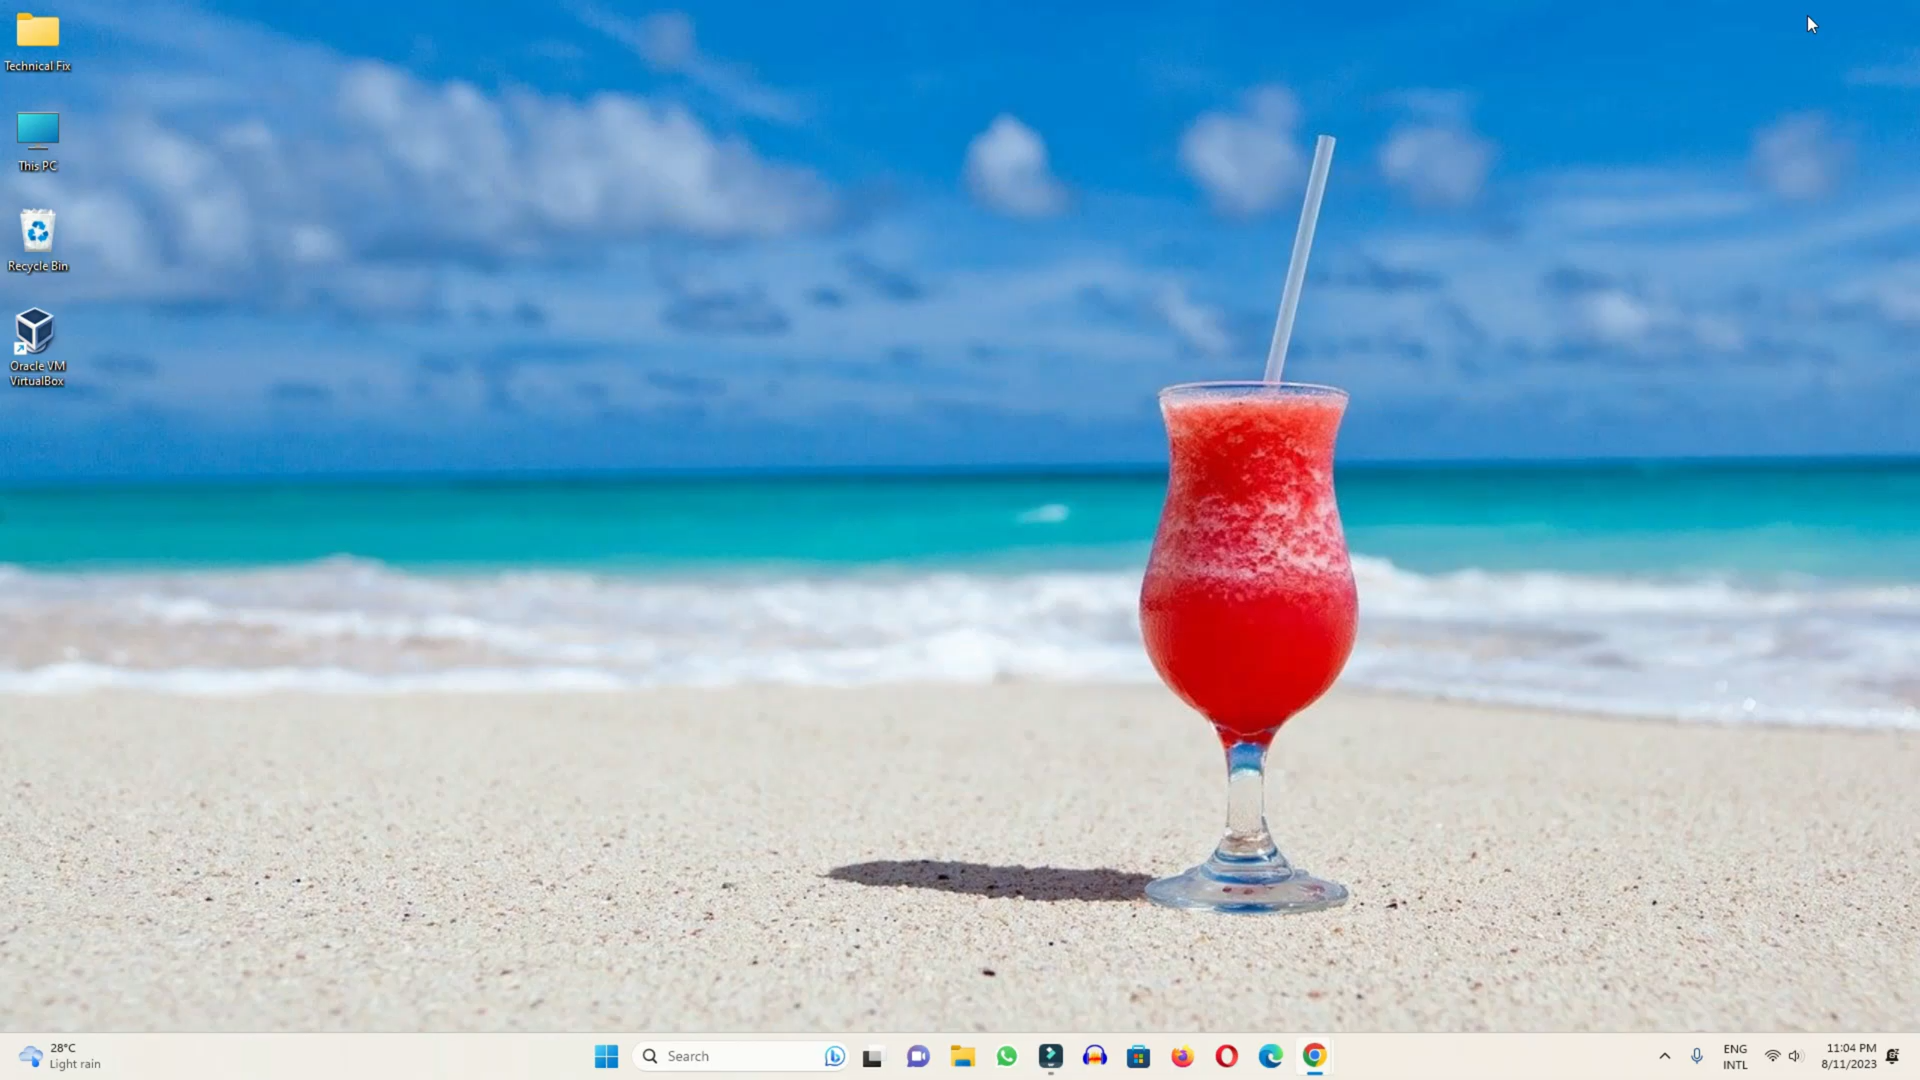 Technical Fix
This PC
Recycle Bin
Oracle VM
VirtualBox
28°C
Light rain
Search
ENG
INTL
11:04 PM
8/11/2023